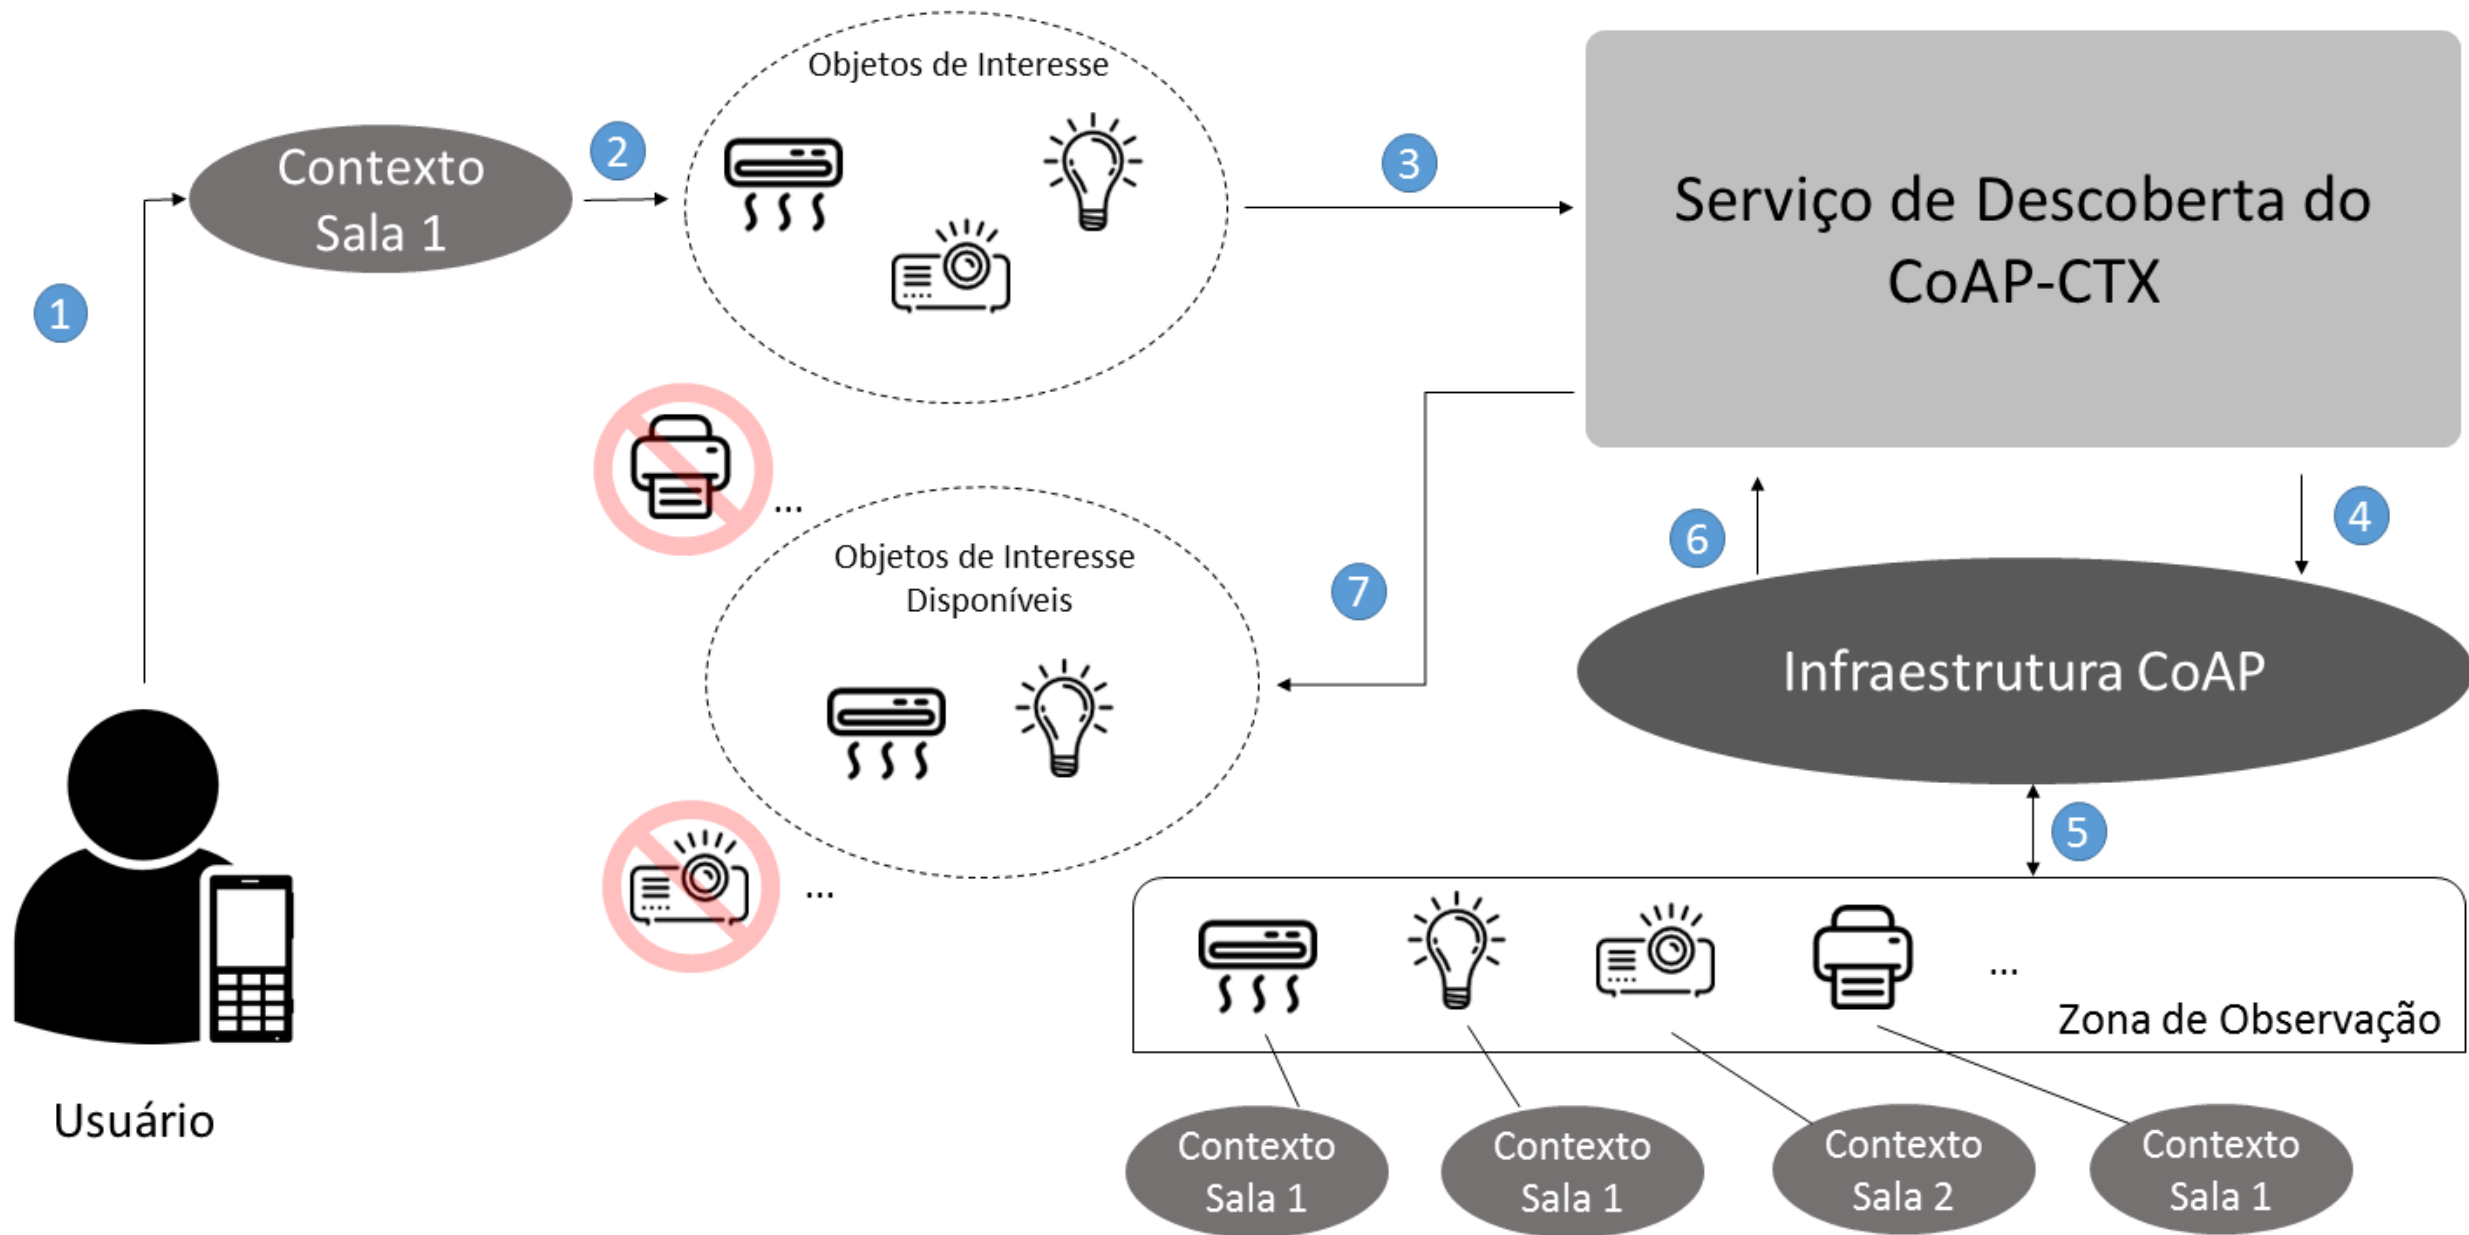 Objetos de Interesse
Contexto
Sala 1
1
2
3
Serviço de Descoberta do
CoAP-CTX
...
Objetos de Interesse
Disponíveis
7
6
4
Infraestrutura CoAP
5
...
...
Zona de Observação
Usuário
Contexto
Sala 1
Contexto
Sala 1
Contexto
Sala 2
Contexto
Sala 1